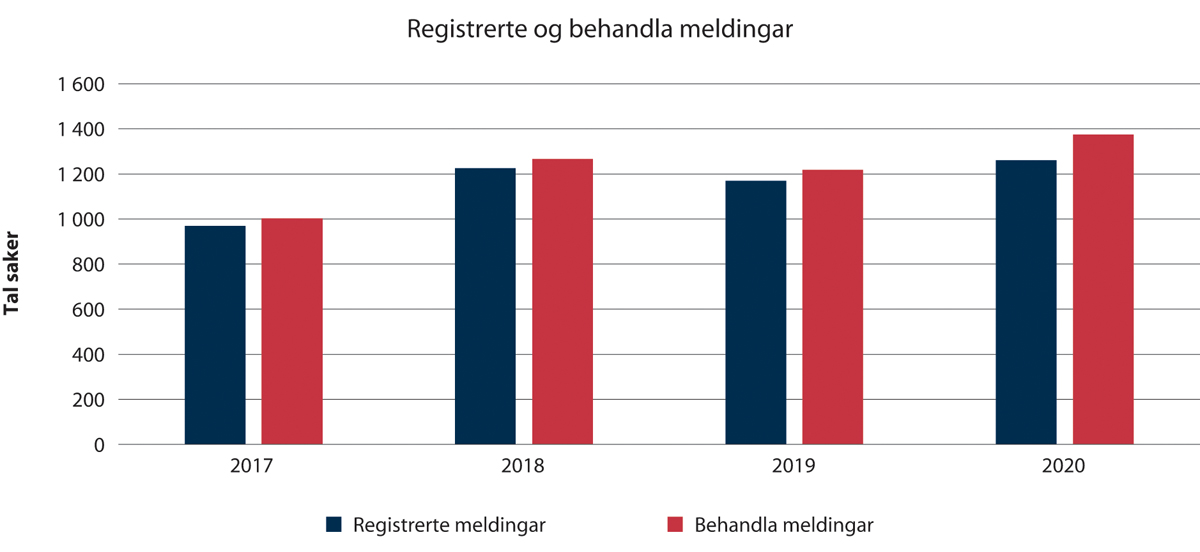 Registrerte og behandla meldingar
1 600
1 400
1 200
1 000
800
600
400
200
0
Tal saker
2017 2018 2019 2020
Registrerte meldingar Behandla meldingar